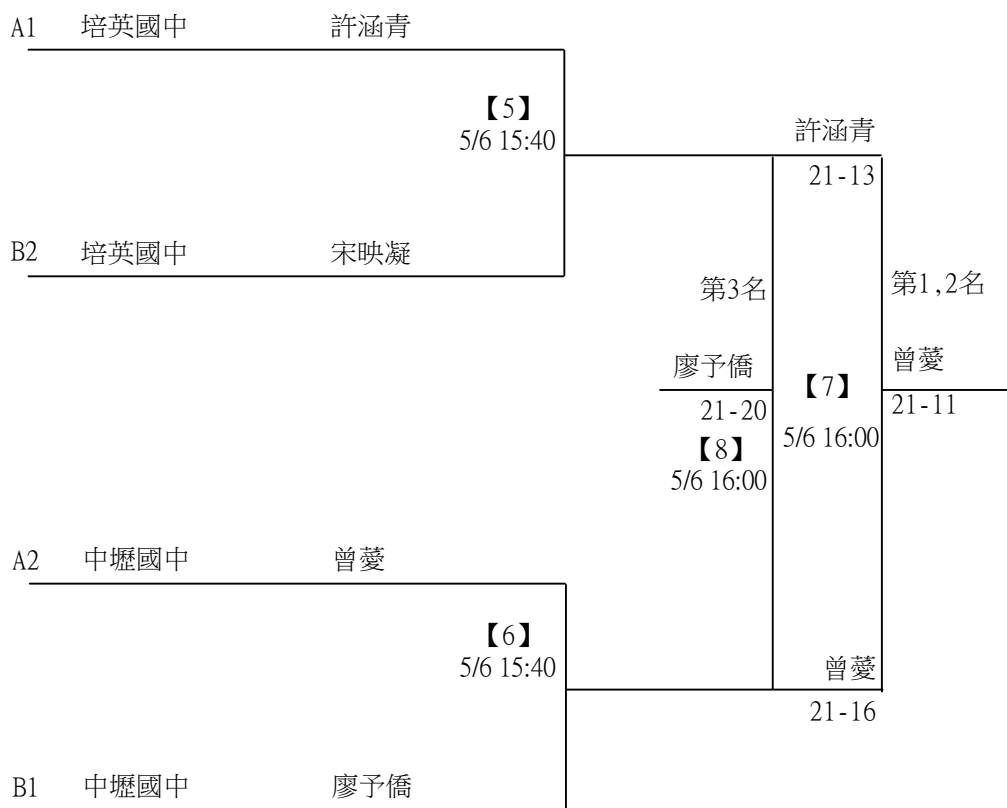 A1 培英國中 許涵青
【5】
5/6 15:40
許涵青
21-13
B2 培英國中 宋映凝
第3名
第1,2名
廖予僑
21-20
【8】
5/6 16:00
【7】
5/6 16:00
曾薆
21-11
A2 中壢國中 曾薆
【6】
5/6 15:40
曾薆
21-16
B1 中壢國中 廖予僑